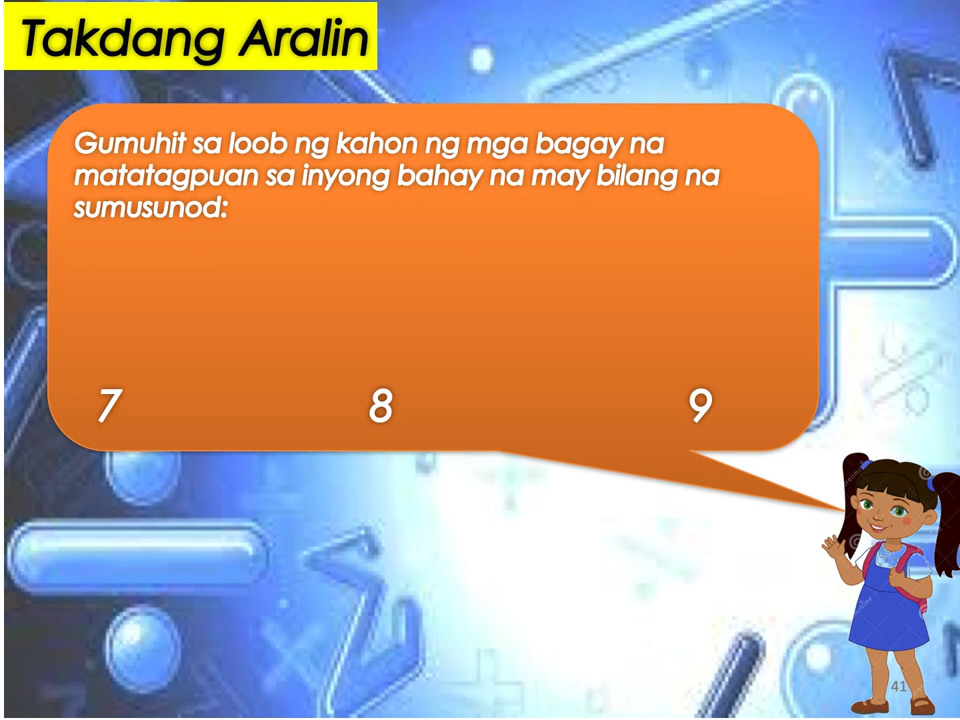 Takdang Aralin
Gumuhit sa loob ng kahon ng mga bagay na
matatagpuan sa inyong bahay na may bilang na
sumusunod:
7 8 9
41